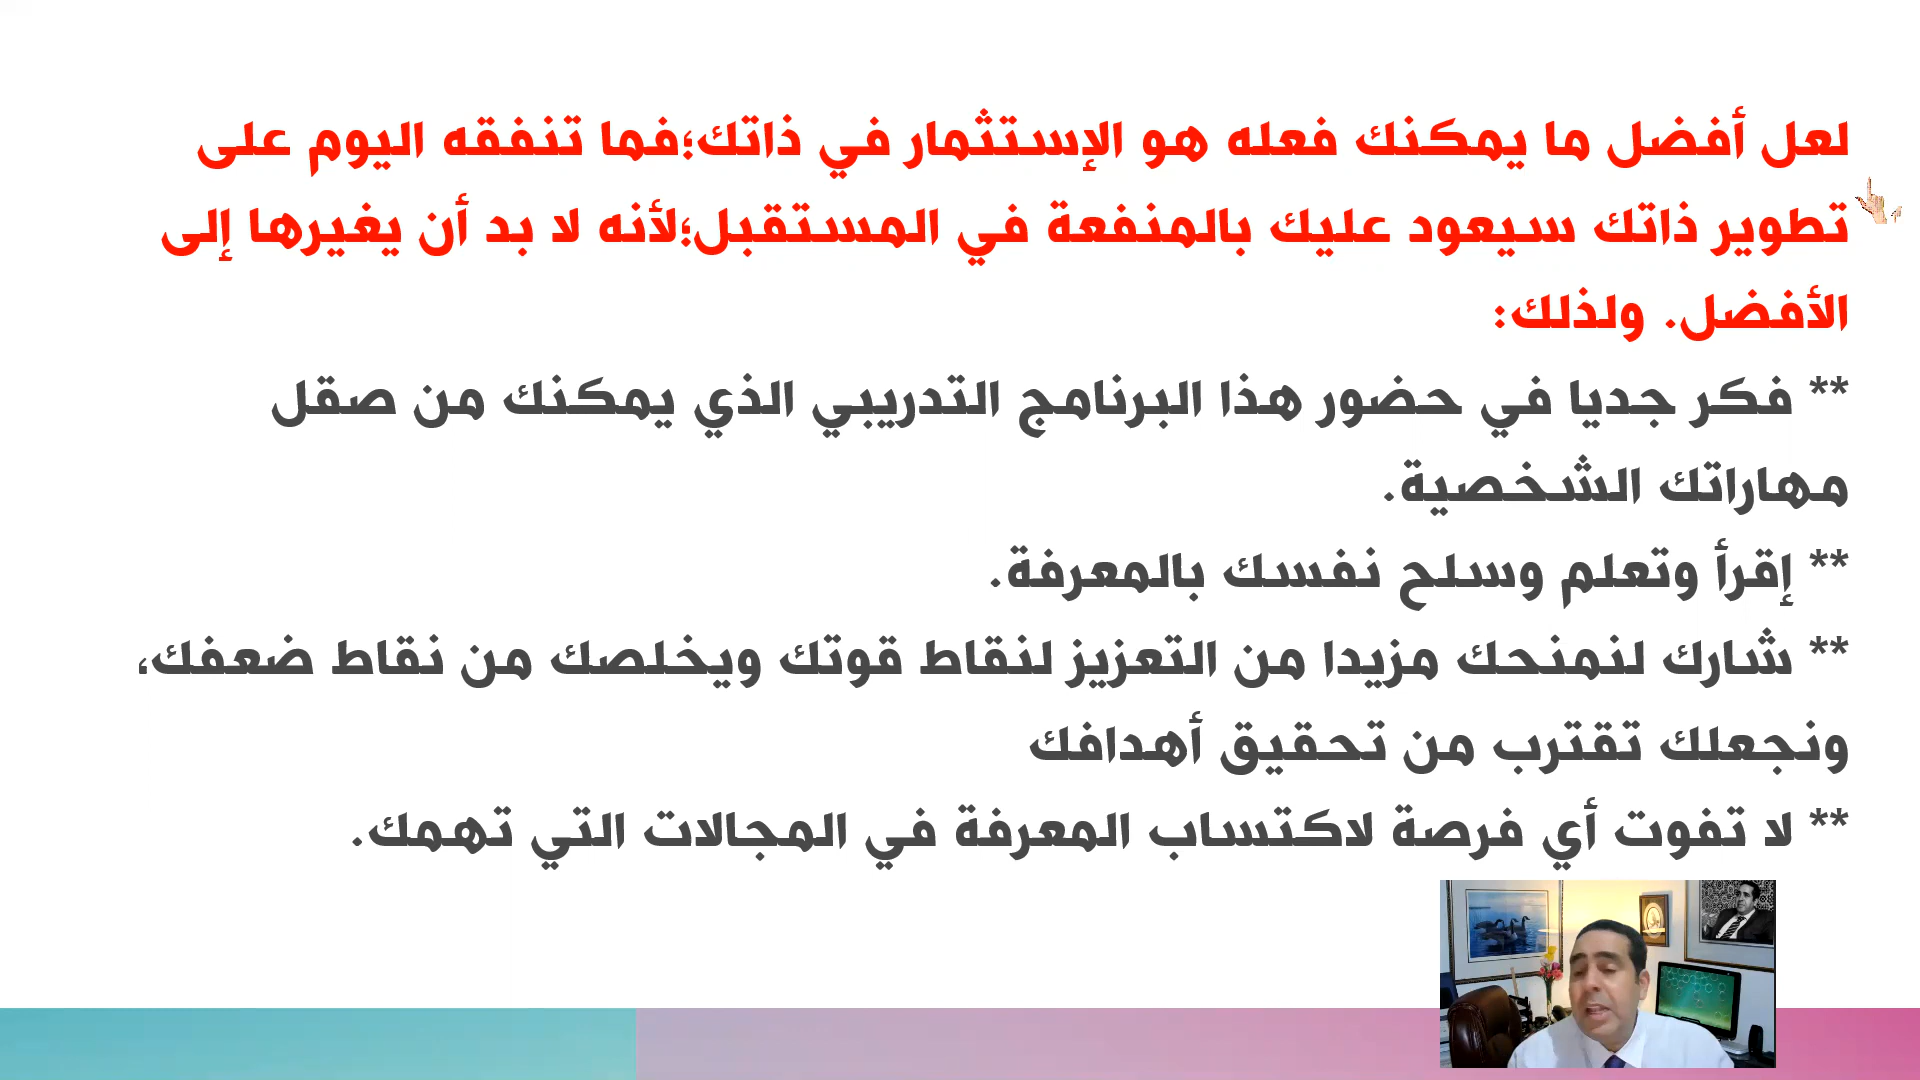 لعل أفضل ما يمكنك فعله هو الإستثمار في ذاتك؛فما تنفقه اليوم على
تطوير ذاتك سيعود عليك بالمنفعة في المستقبل؛لأنه لا بد أن يغيرها إلى
الأفضل. ولذلك:
** فكر جديا في حضور هذا البرنامج التدريبي الذي يمكنك من صقل
مهاراتك الشخصية.
** إقرأ وتعلم وسلح نفسك بالمعرفة.
** شارك لنمنحك مزيدا من التعزيز لنقاط قوتك ويخلصك من نقاط ضعفك،
ونجعلك تقترب من تحقيق أهدافك
** لا تفوت أي فرصة لاكتساب المعرفة في المجالات التي تهمك.